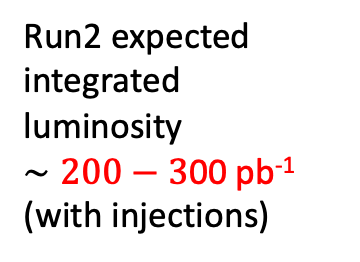 Run2 expected
integrated
luminosity
~ 200 – 300 pb⁻¹
(with injections)